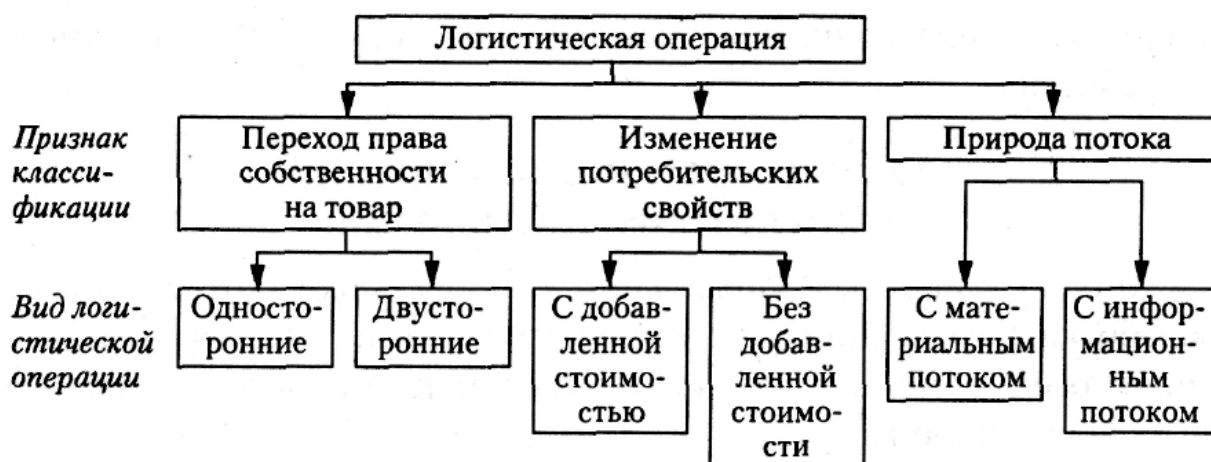 Логистическая операция
Признак
класси-
фикации
Переход права
собственности
на товар
Изменение
потребительских
свойств
Природа потока
Вид логи-
стической
операции
Односто-
ронние
Двусто-
ронние
С добав-
ленной
стоимо-
стью
Без
добав-
ленной
стоимо-
сти
С мате-
риальным
потоком
С инфор-
мацион-
ным
потоком